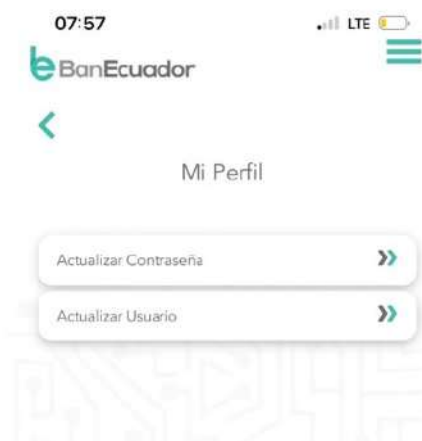 07:57 LTE
BanEcuador
Mi Perfil
Actualizar Contraseña
Actualizar Usuario